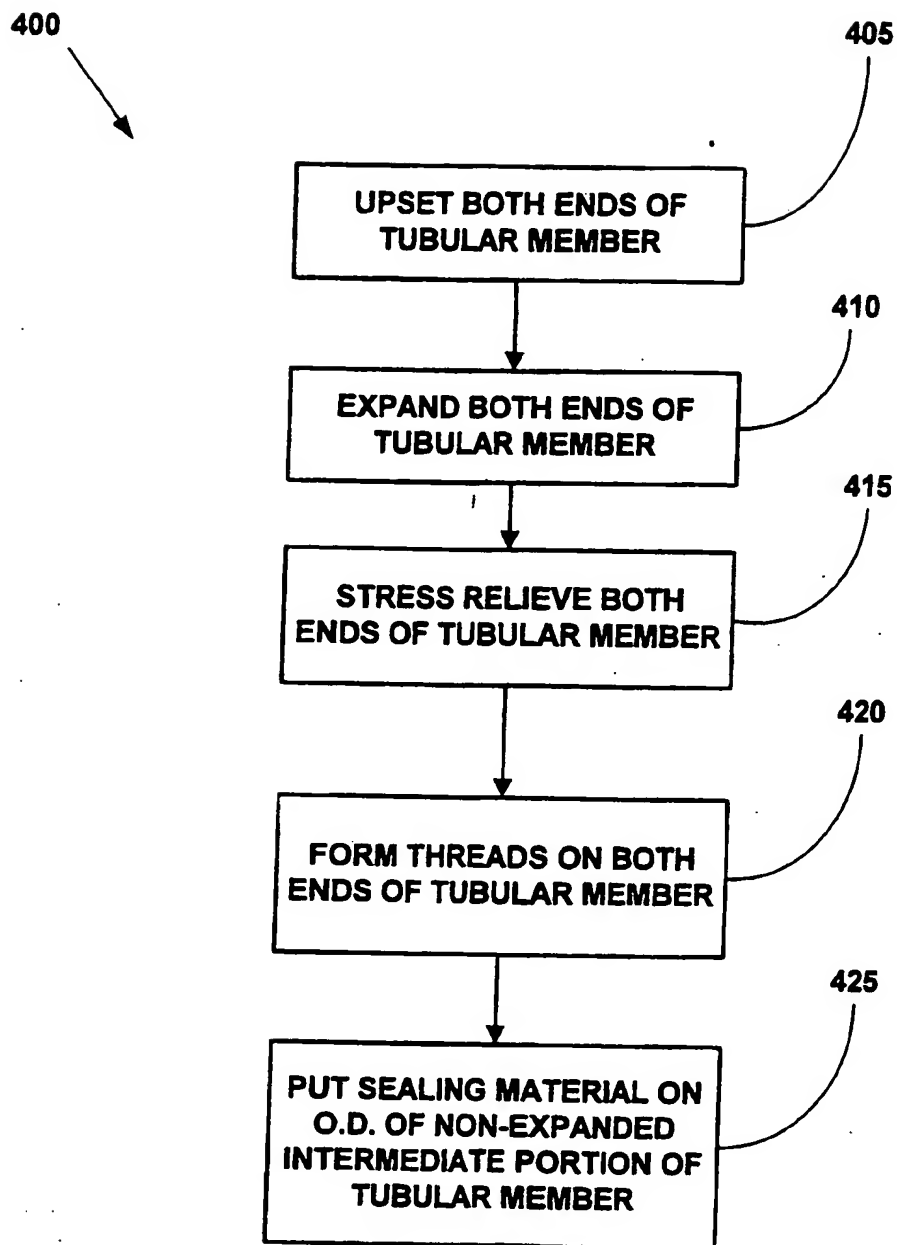 400
405
UPSET BOTH ENDS OF
TUBULAR MEMBER
410
EXPAND BOTH ENDS OF
TUBULAR MEMBER
415
STRESS RELIEVE BOTH
ENDS OF TUBULAR MEMBER
420
FORM THREADS ON BOTH
ENDS OF TUBULAR MEMBER
425
PUT SEALING MATERIAL ON
O.D. OF NON-EXPANDED
INTERMEDIATE PORTION OF
TUBULAR MEMBER